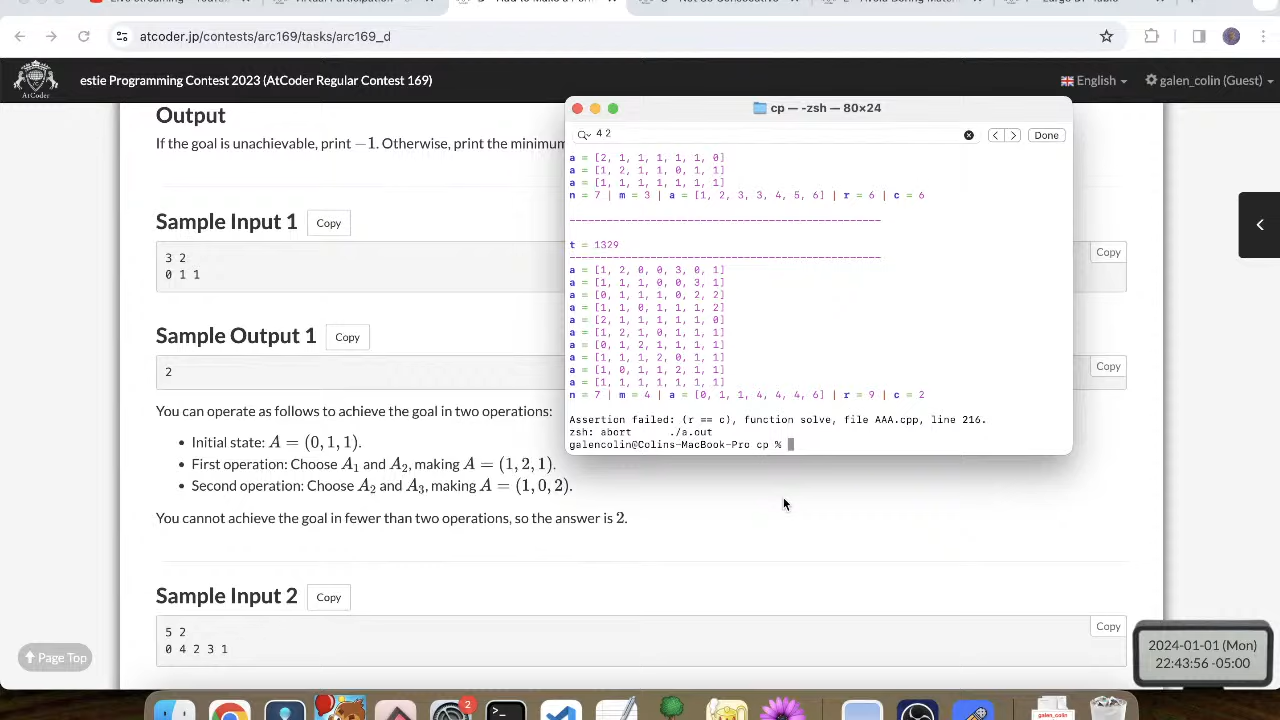 atcoder.jp/contests/arc169/tasks/arc169_d
estie Programming Contest 2023 (AtCoder Regular Contest 169)
English
galen_colin (Guest)
AtCoder
Output
If the goal is unachievable, print −1. Otherwise, print the minimum
Sample Input 1
Copy
Copy
3 2
0 1 1
Sample Output 1
Copy
Copy
2
You can operate as follows to achieve the goal in two operations:
• Initial state: A = (0, 1, 1).
• First operation: Choose A1 and A2, making A = (1, 2, 1).
• Second operation: Choose A2 and A3, making A = (1, 0, 2).
You cannot achieve the goal in fewer than two operations, so the answer is 2.
Sample Input 2
Copy
Copy
5 2
0 4 2 3 1
Page Top
cp — -zsh — 80×24
4 2
Done
a = [2, 1, 1, 1, 1, 1, 0]
a = [1, 2, 1, 1, 0, 1, 1]
a = [1, 1, 1, 1, 1, 1, 1]
n = 7 | m = 3 | a = [1, 2, 3, 3, 4, 5, 6] | r = 6 | c = 6
--------------------------------------------------
t = 1329
--------------------------------------------------
a = [1, 2, 0, 0, 3, 0, 1]
a = [1, 1, 1, 0, 0, 3, 1]
a = [0, 1, 1, 1, 0, 2, 2]
a = [1, 1, 0, 1, 1, 1, 2]
a = [2, 1, 1, 1, 1, 1, 0]
a = [1, 2, 1, 0, 1, 1, 1]
a = [0, 1, 2, 1, 1, 1, 1]
a = [1, 1, 1, 2, 0, 1, 1]
a = [1, 0, 1, 1, 2, 1, 1]
a = [1, 1, 1, 1, 1, 1, 1]
n = 7 | m = 4 | a = [0, 1, 1, 4, 4, 4, 6] | r = 9 | c = 2
Assertion failed: (r == c), function solve, file AAA.cpp, line 216.
zsh: abort ./a.out
galencolin@Colins-MacBook-Pro cp %
2024-01-01 (Mon)
22:43:56 -05:00
2
galen_colin